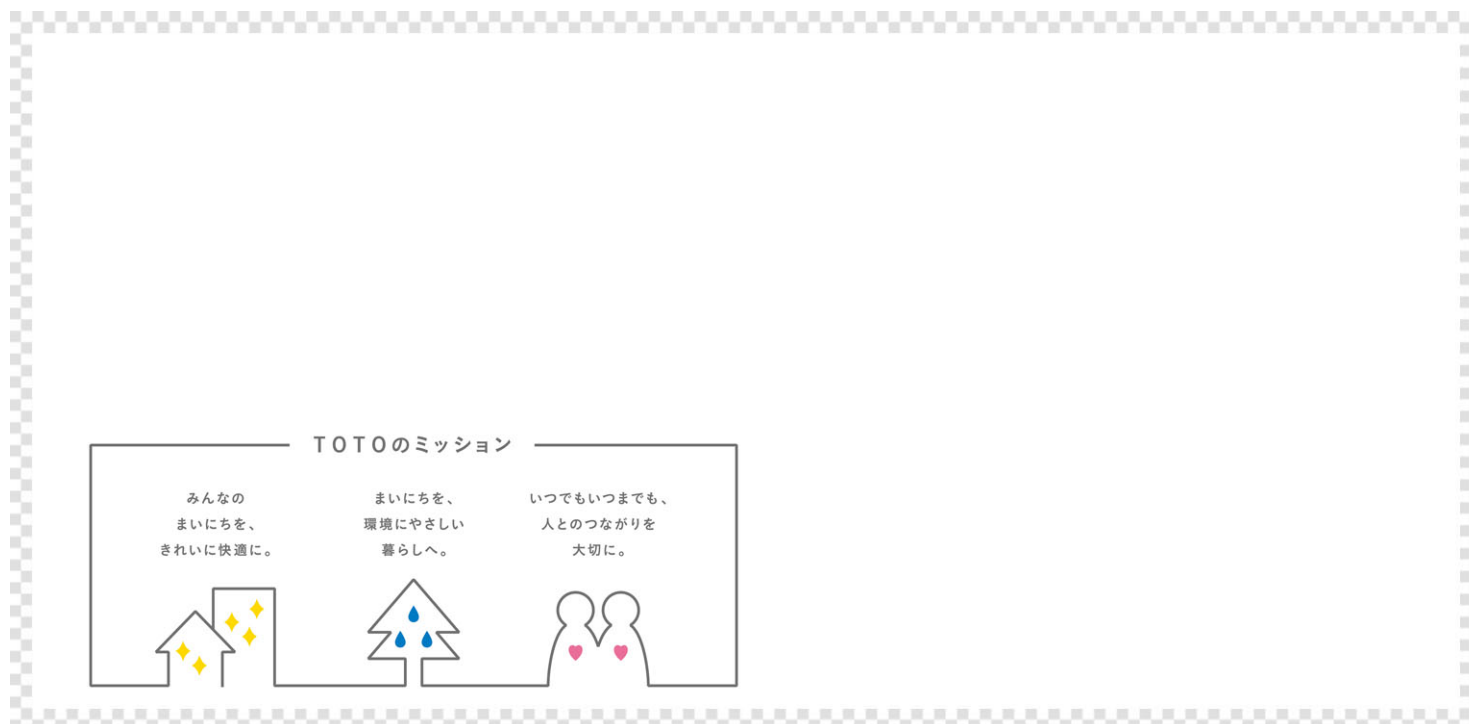 TOTOのミッション
みんなの
まいにちを、
きれいに快適に。
まいにちを、
環境にやさしい
暮らしへ。
いつでもいつまでも、
人とのつながりを
大切に。